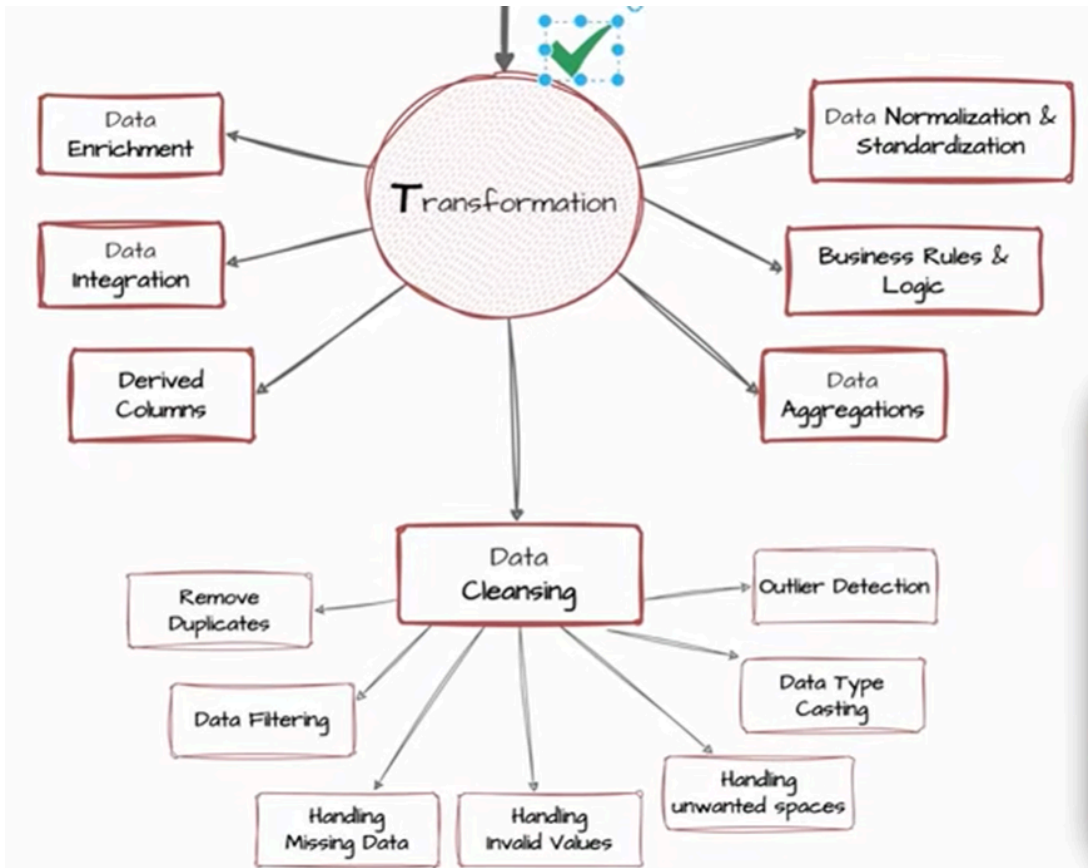 Transformation
Data
Enrichment
Data
Integration
Derived
Columns
Data Normalization &
Standardization
Business Rules &
Logic
Data
Aggregations
Data
Cleansing
Remove
Duplicates
Data Filtering
Handling
Missing Data
Handling
Invalid Values
Handling
unwanted spaces
Data Type
Casting
Outlier Detection